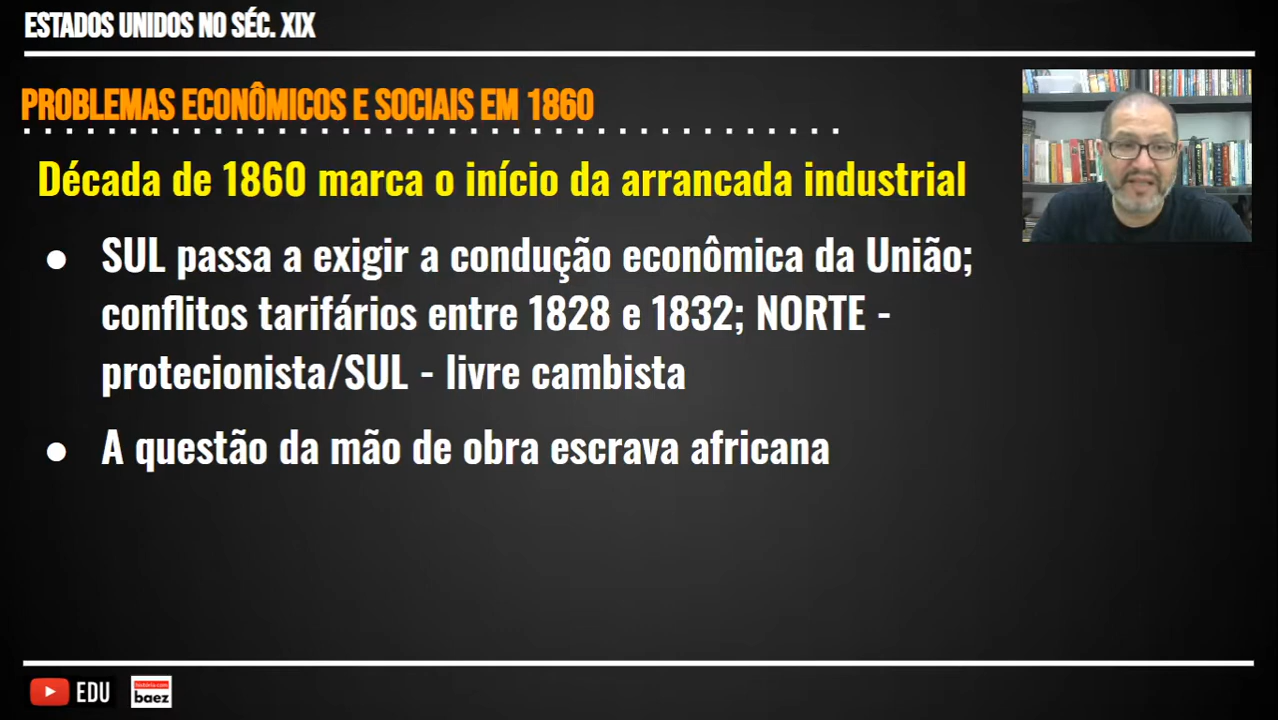 ESTADOS UNIDOS NO SÉC. XIX
PROBLEMAS ECONÔMICOS E SOCIAIS EM 1860
Década de 1860 marca o início da arrancada industrial
● SUL passa a exigir a condução econômica da União;
conflitos tarifários entre 1828 e 1832; NORTE -
protecionista/SUL - livre cambista
● A questão da mão de obra escrava africana
EDU
história com
baez